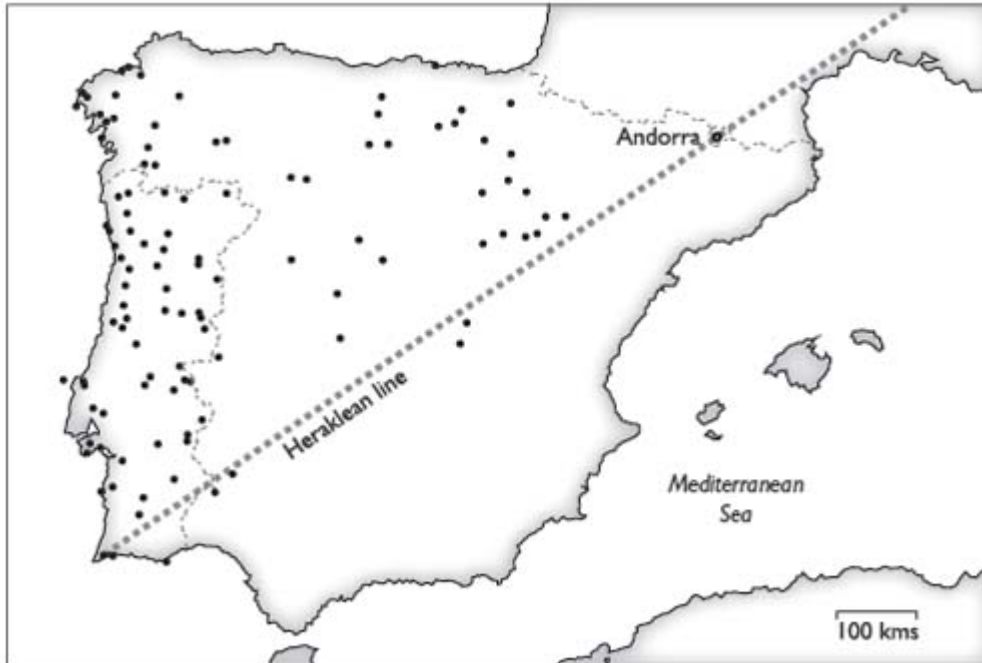 Andorra
Heraklean line
Mediterranean
Sea
100 kms